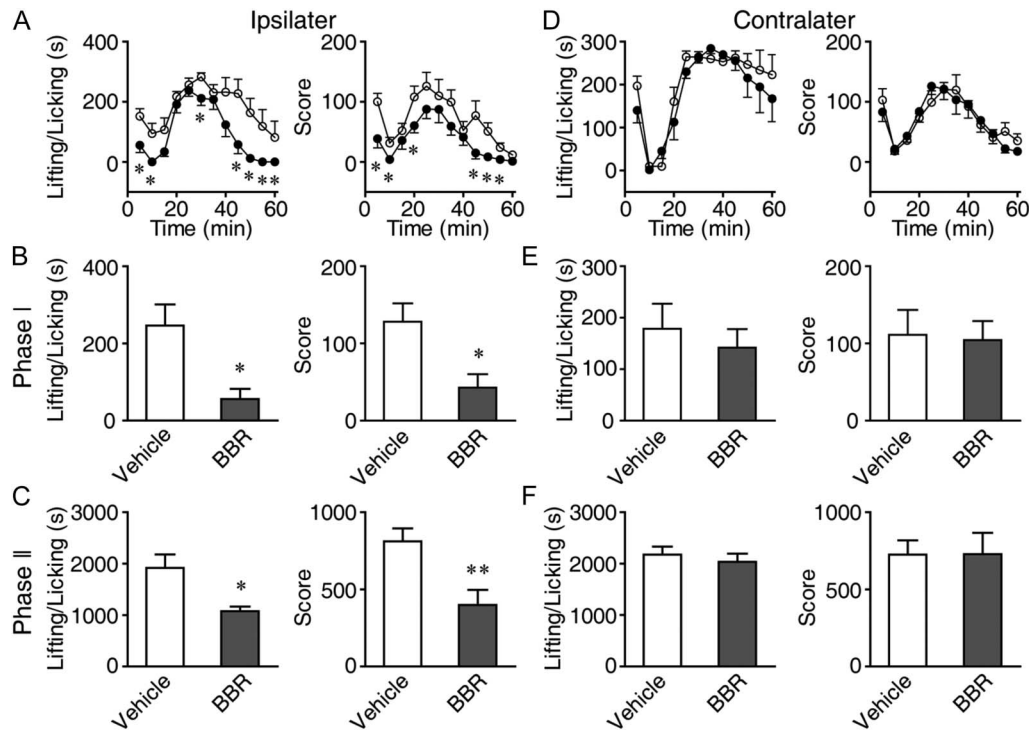 A
Ipsilater
D
Contralater
Lifting/Licking (s)
400
200
0
* * * * * * *
0 20 40 60
Time (min)
Score
200
100
0
* * * * * *
0 20 40 60
Time (min)
Lifting/Licking (s)
300
200
100
0
0 20 40 60
Time (min)
Score
200
100
0
0 20 40 60
Time (min)
Phase I
B
Lifting/Licking (s)
400
200
0
*
Vehicle
BBR
Score
200
100
0
*
Vehicle
BBR
E
Lifting/Licking (s)
300
200
100
0
Vehicle
BBR
Score
200
100
0
Vehicle
BBR
Phase II
C
Lifting/Licking (s)
3000
2000
1000
0
*
Vehicle
BBR
Score
1000
500
0
**
Vehicle
BBR
F
Lifting/Licking (s)
3000
2000
1000
0
Vehicle
BBR
Score
1000
500
0
Vehicle
BBR